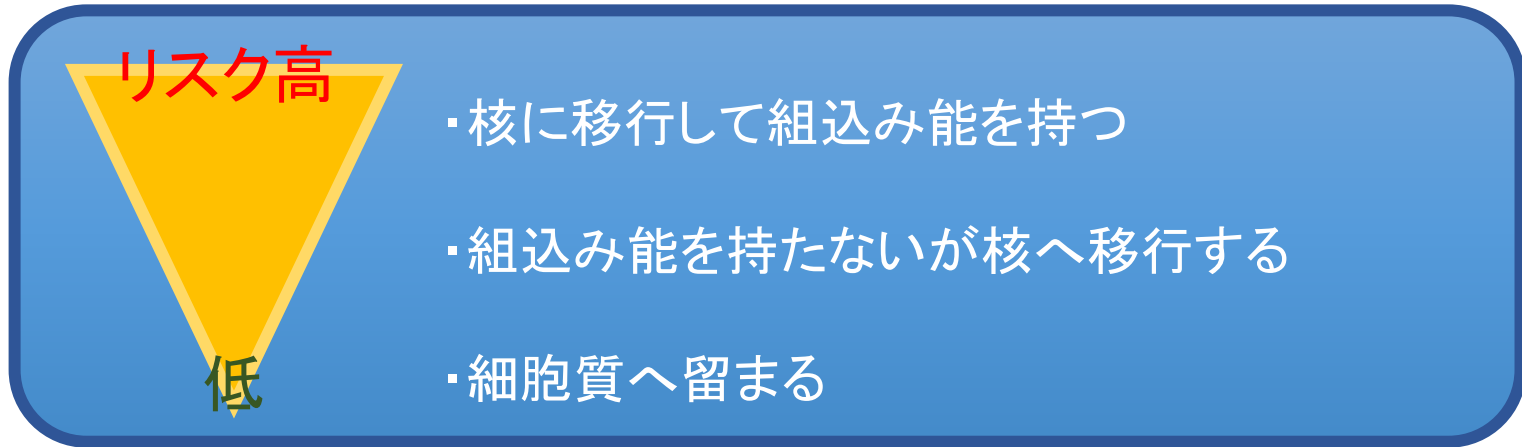 リスク高
・核に移行して組込み能を持つ
・組込み能を持たないが核へ移行する
・細胞質へ留まる
低